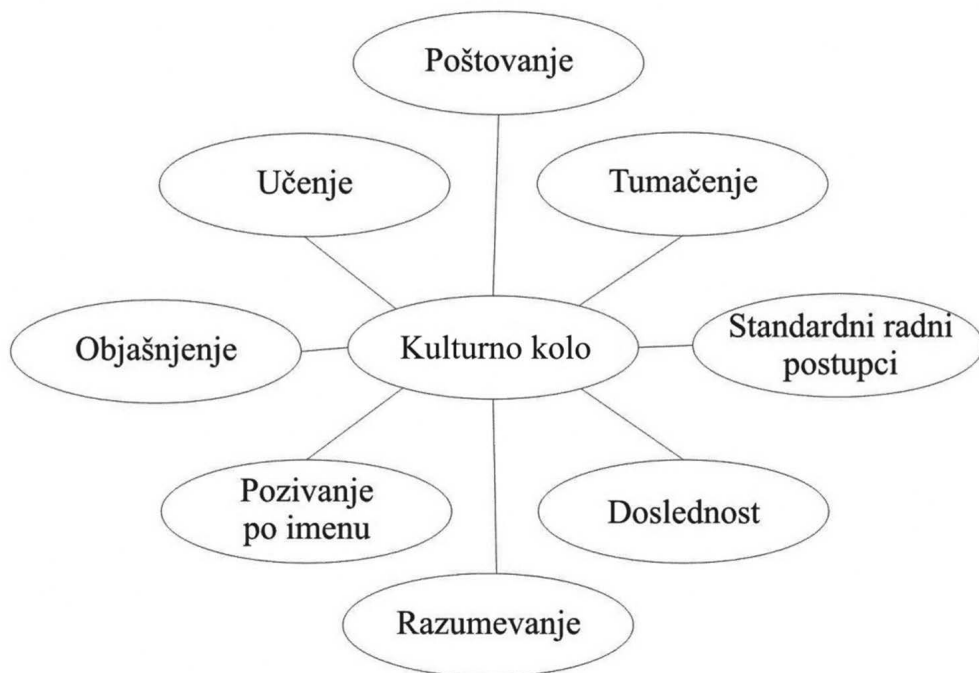 Poštovanje
Učenje
Tumačenje
Objašnjenje
Kulturno kolo
Standardni radni
postupci
Pozivanje
po imenu
Doslednost
Razumevanje